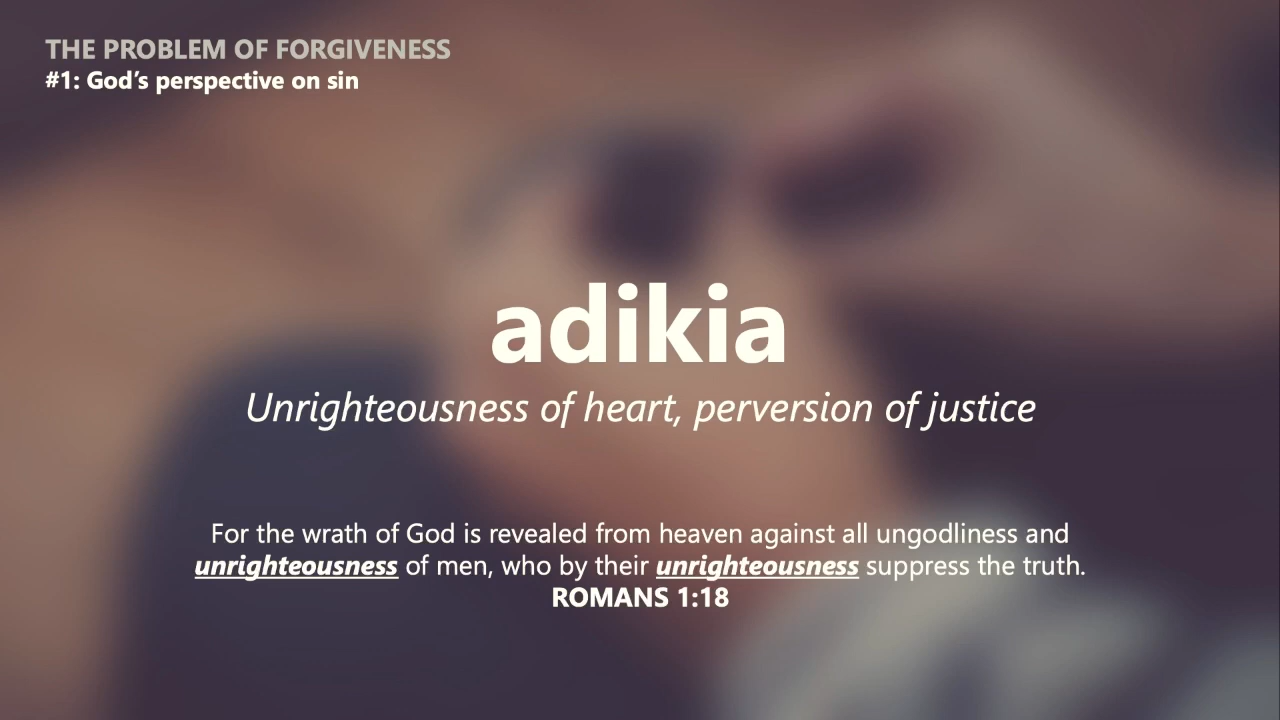 THE PROBLEM OF FORGIVENESS
#1: God’s perspective on sin
adikia
Unrighteousness of heart, perversion of justice
For the wrath of God is revealed from heaven against all ungodliness and
unrighteousness of men, who by their unrighteousness suppress the truth.
ROMANS 1:18